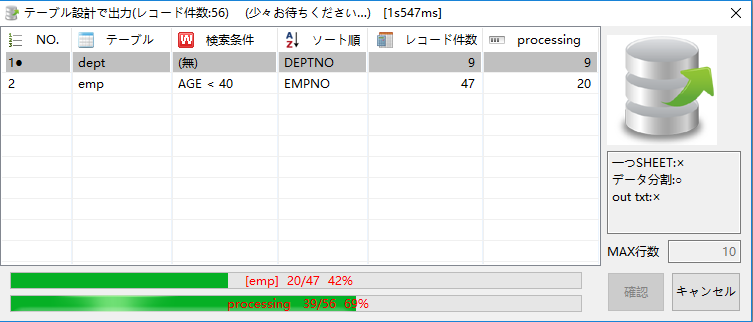 テーブル設計で出力(レコード件数:56) (少々お待ちください...) [1s547ms]
NO. テーブル 検索条件 ソート順 レコード件数 processing
1● dept (無) DEPTNO 9 9
2 emp AGE < 40 EMPNO 47 20
一つSHEET:×
データ分割:○
out txt:×
MAX行数 10
[emp] 20/47 42%
processing 39/56 69%
確認 キャンセル